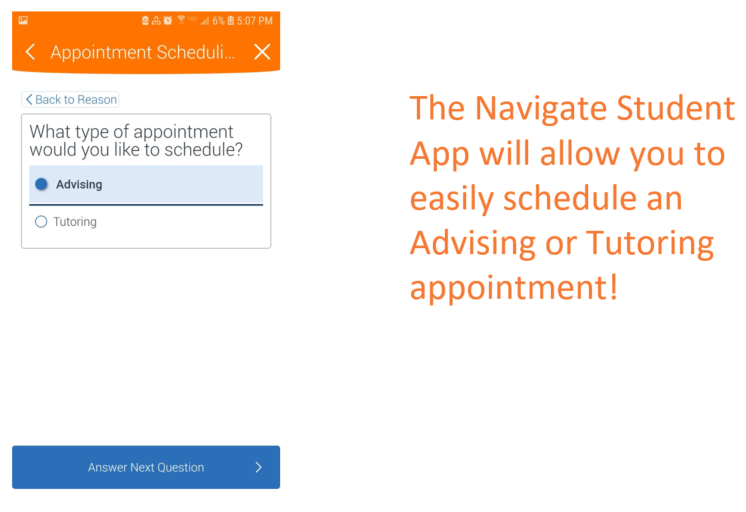 6% 5:07 PM
Appointment Scheduli...
Back to Reason
What type of appointment
would you like to schedule?
Advising
Tutoring
Answer Next Question
The Navigate Student
App will allow you to
easily schedule an
Advising or Tutoring
appointment!